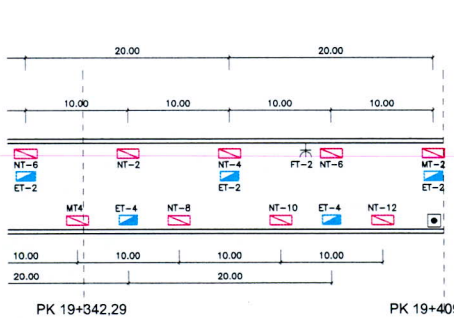 20.00 20.00
10.00 10.00 10.00 10.00
NT-6 NT-2 NT-4 FT-2 NT-6 MT-2
ET-2 ET-2 ET-2
MT4 ET-4 NT-8 NT-10 ET-4 NT-12
10.00 10.00 10.00 10.00
20.00 20.00
PK 19+342,29 PK 19+409